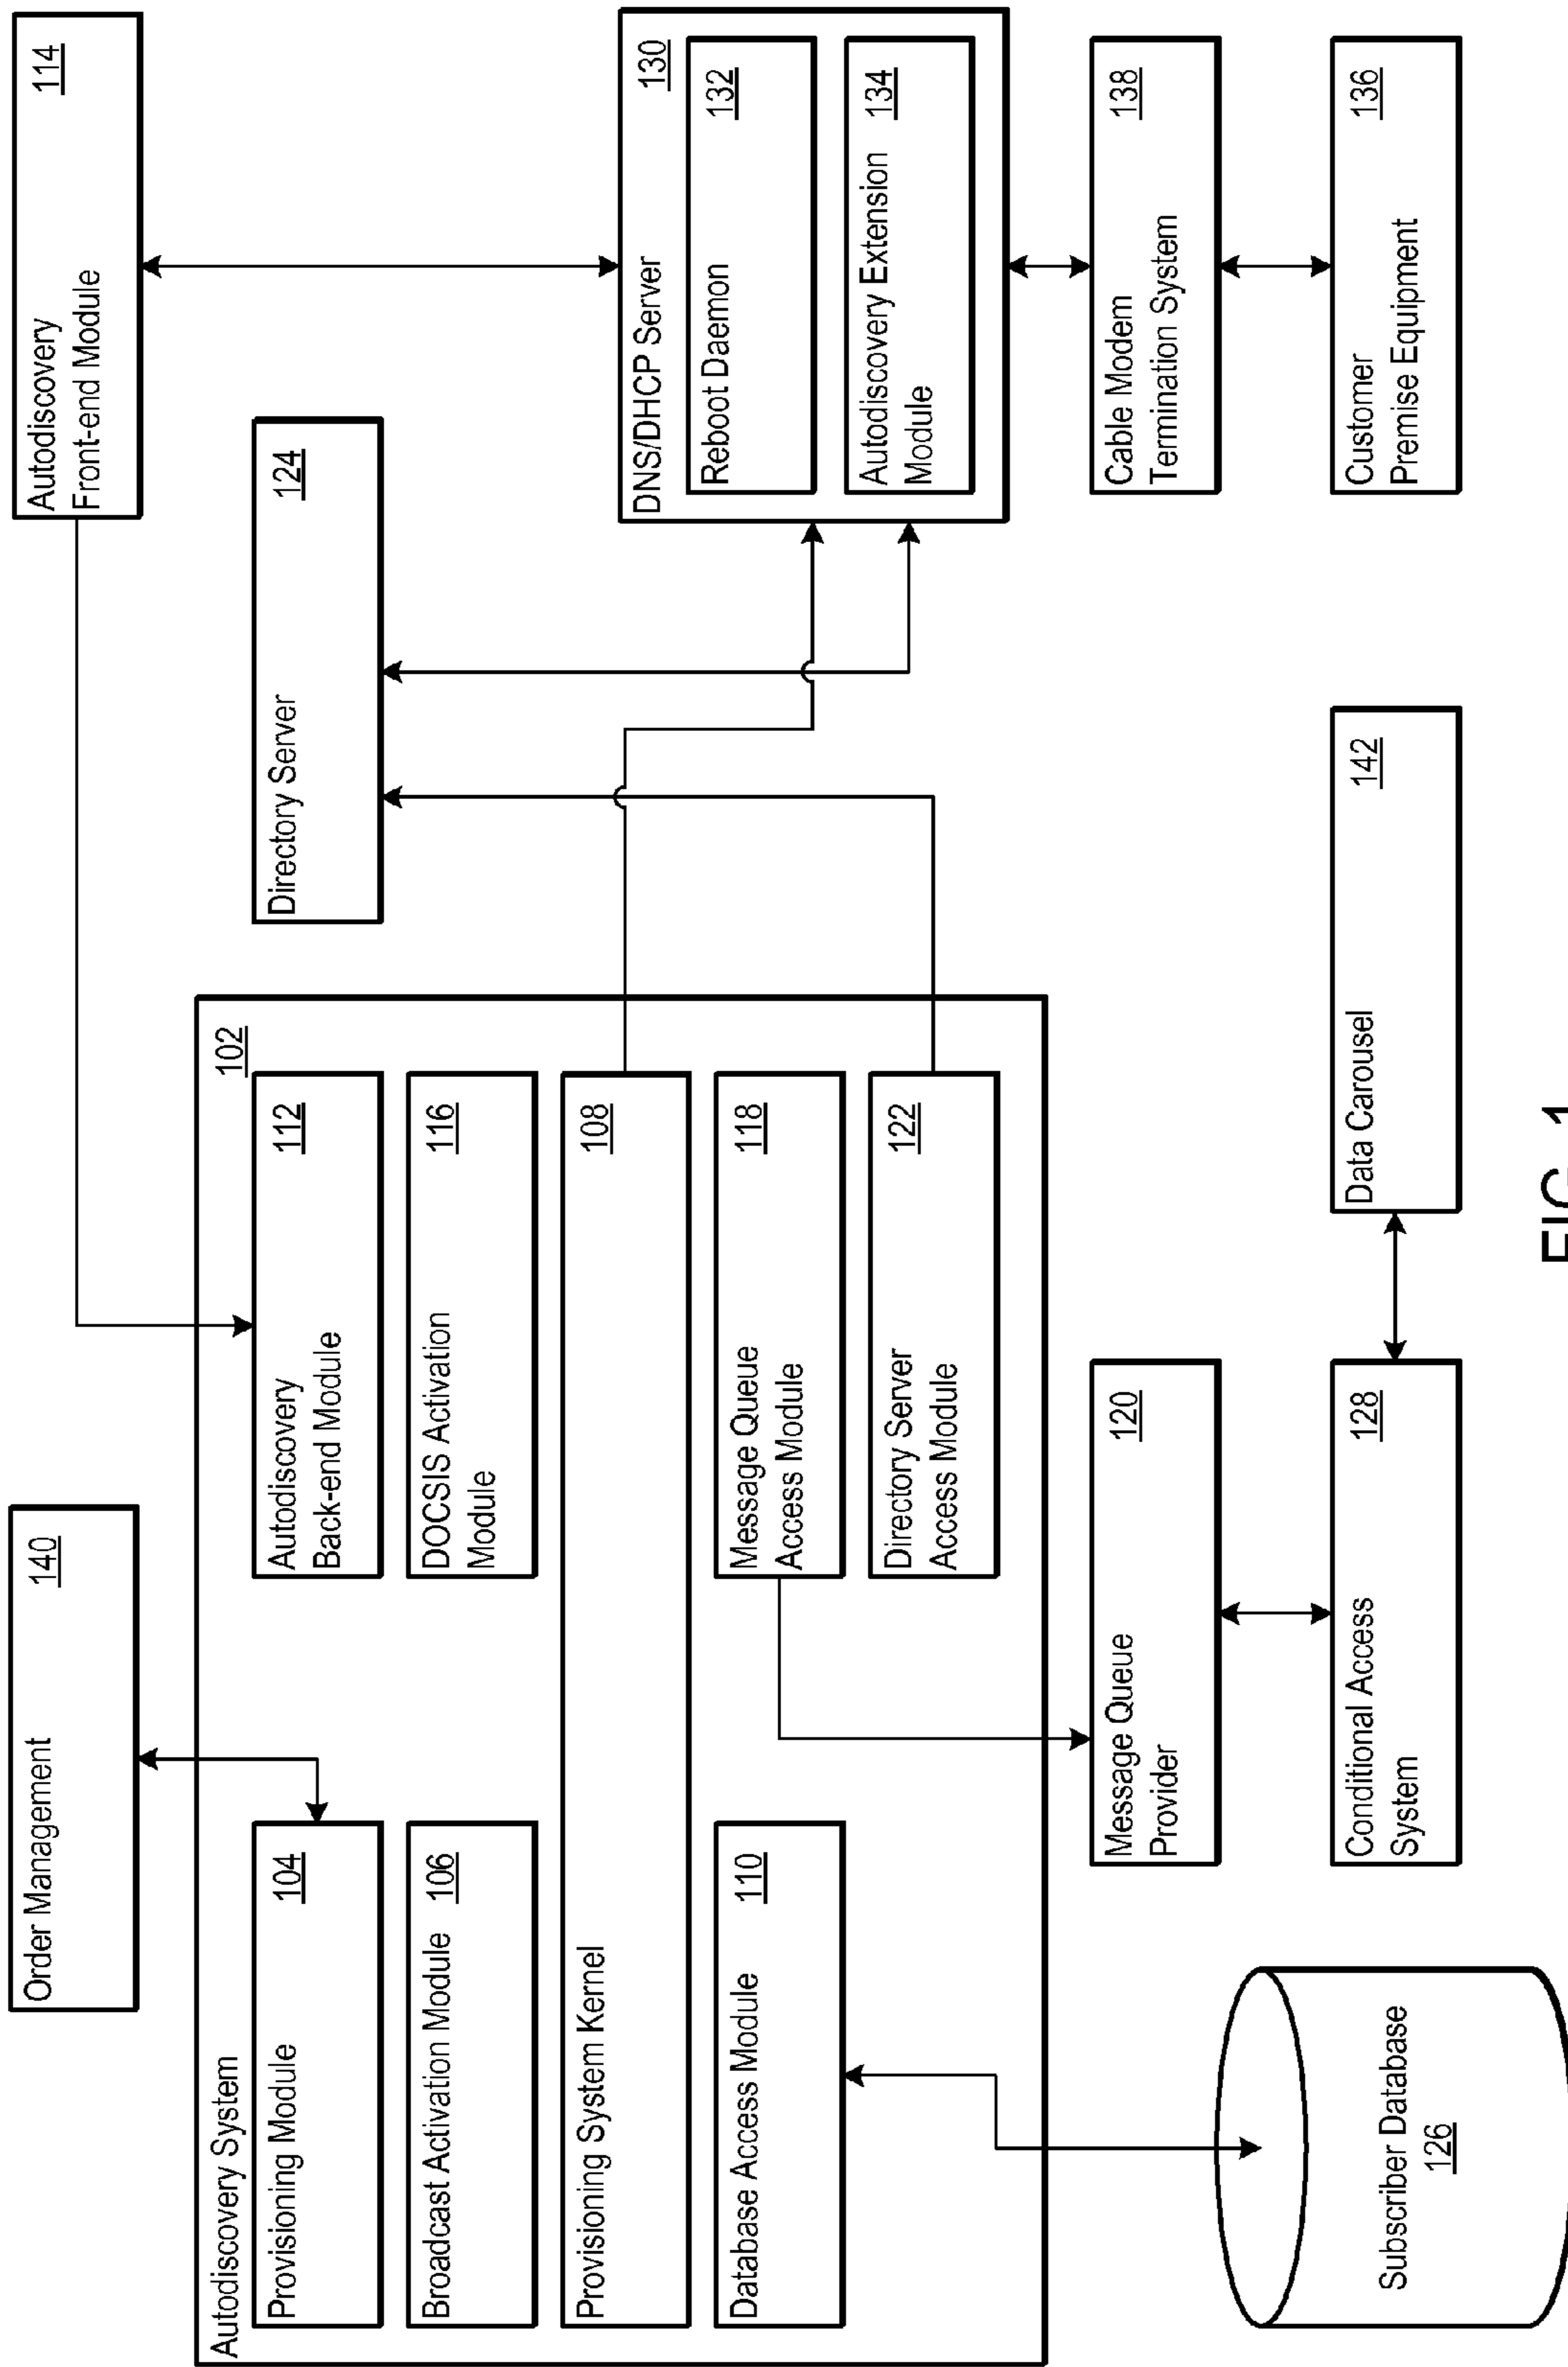 Order Management
140
Autodiscovery
Front-end Module
114
Autodiscovery System
102
Provisioning Module
104
Autodiscovery
Back-end Module
112
Directory Server
124
Broadcast Activation Module
106
DOCSIS Activation
Module
116
Provisioning System Kernel
108
Database Access Module
110
Message Queue
Access Module
118
Directory Server
Access Module
122
DNS/DHCP Server
130
Reboot Daemon
132
Autodiscovery Extension
Module
134
Message Queue
Provider
120
Cable Modem
Termination System
138
Subscriber Database
126
Conditional Access
System
128
Data Carousel
142
Customer
Premise Equipment
136
FIG. 1